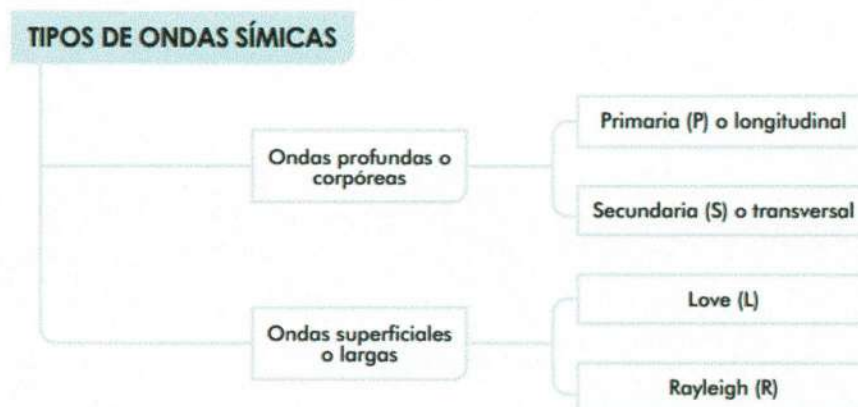 TIPOS DE ONDAS SÍMICAS
Ondas profundas o
corpóreas
Primaria (P) o longitudinal
Secundaria (S) o transversal
Ondas superficiales
o largas
Love (L)
Rayleigh (R)